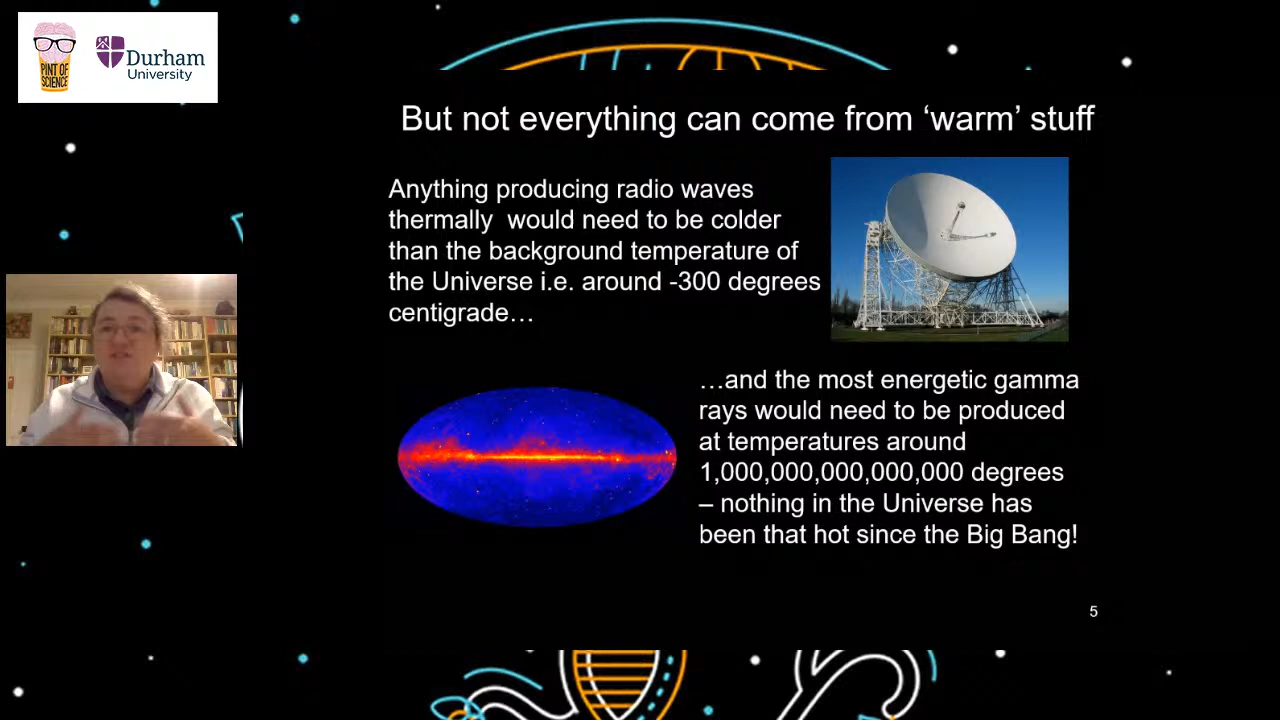 PINT OF
SCIENCE
Durham
University
But not everything can come from ‘warm’ stuff
Anything producing radio waves
thermally  would need to be colder
than the background temperature of
the Universe i.e. around -300 degrees
centigrade…
…and the most energetic gamma
rays would need to be produced
at temperatures around
1,000,000,000,000,000 degrees
– nothing in the Universe has
been that hot since the Big Bang!
5